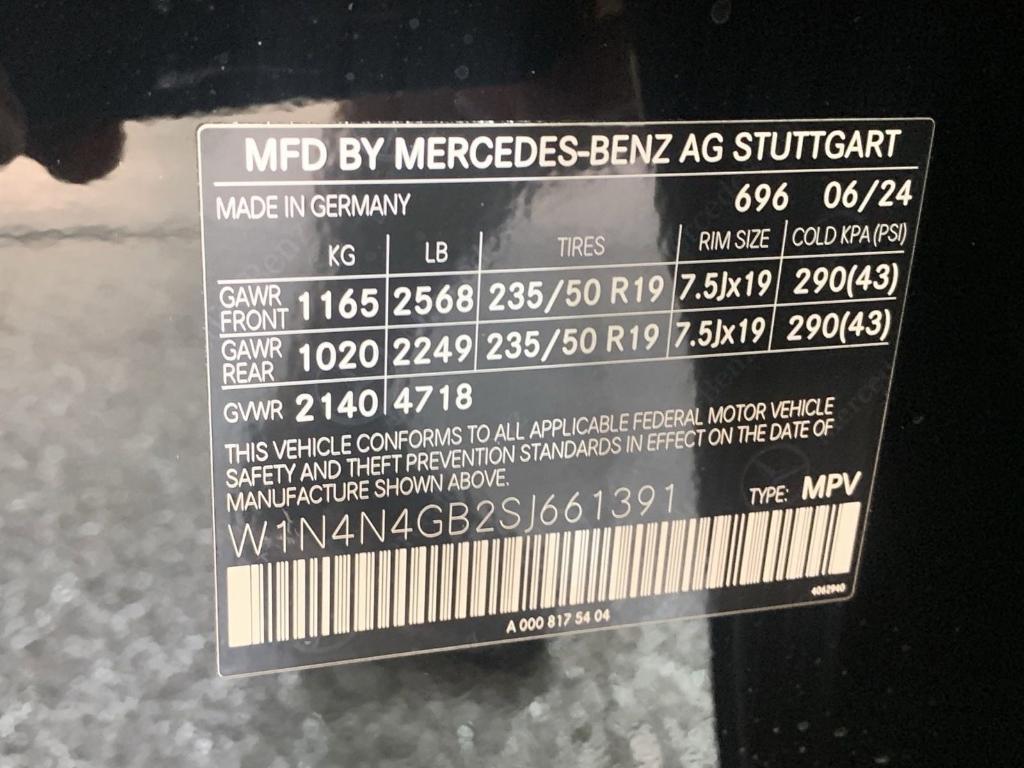 MFD BY MERCEDES-BENZ AG STUTTGART
MADE IN GERMANY 696 06/24
KG LB TIRES RIM SIZE COLD KPA (PSI)
GAWR FRONT 1165 2568 235/50 R19 7.5Jx19 290(43)
GAWR REAR 1020 2249 235/50 R19 7.5Jx19 290(43)
GVWR 2140 4718
THIS VEHICLE CONFORMS TO ALL APPLICABLE FEDERAL MOTOR VEHICLE
SAFETY AND THEFT PREVENTION STANDARDS IN EFFECT ON THE DATE OF
MANUFACTURE SHOWN ABOVE.
W1N4N4GB2SJ661391 TYPE: MPV
4062940
A 000 817 54 04